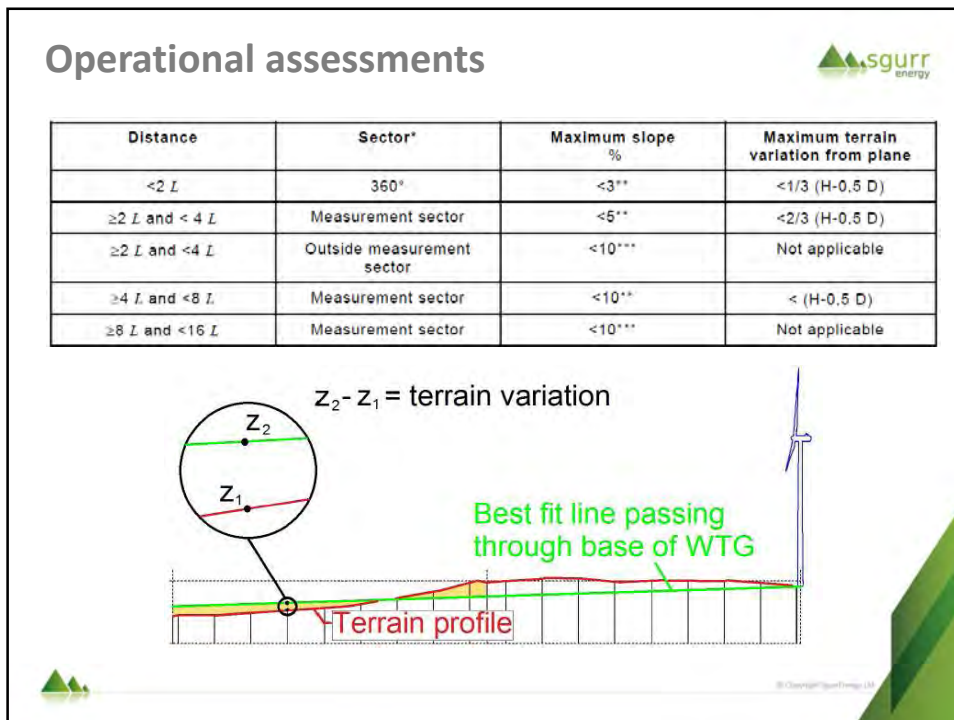 Operational assessments
sgurr
energy
Distance Sector* Maximum slope % Maximum terrain variation from plane
<2 L 360° <3** <1/3 (H-0,5 D)
≥2 L and < 4 L Measurement sector <5** <2/3 (H-0,5 D)
≥2 L and <4 L Outside measurement sector <10*** Not applicable
≥4 L and <8 L Measurement sector <10** < (H-0,5 D)
≥8 L and <16 L Measurement sector <10*** Not applicable
z₂- z₁ = terrain variation
z₂
z₁
Best fit line passing
through base of WTG
Terrain profile
© Copyright SgurrEnergy Ltd